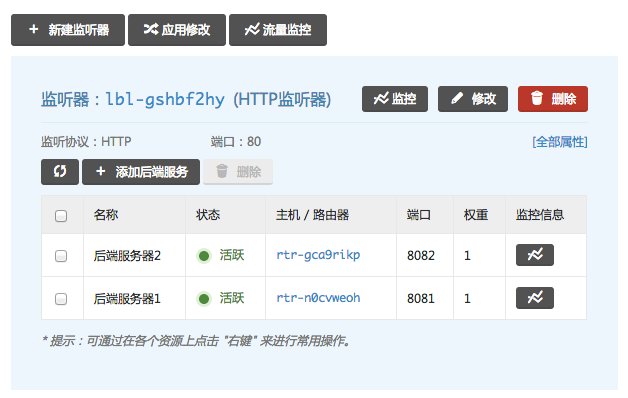 + 新建监听器 应用修改 流量监控
监听器：lbl-gshbf2hy (HTTP监听器) 监控 修改 删除
监听协议：HTTP 端口：80 [全部属性]
+ 添加后端服务 删除
名称 状态 主机 / 路由器 端口 权重 监控信息
后端服务器2 活跃 rtr-gca9rikp 8082 1
后端服务器1 活跃 rtr-n0cvweoh 8081 1
* 提示：可通过在各个资源上点击 "右键" 来进行常用操作。